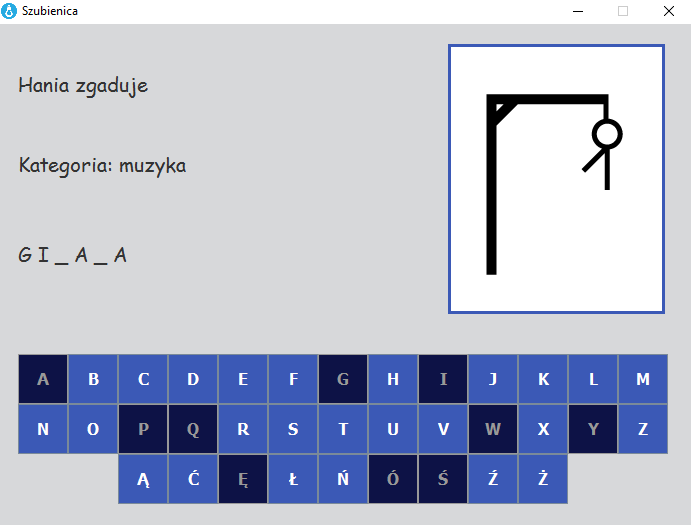 Szubienica
Hania zgaduje
Kategoria: muzyka
G I _ A _ A
A B C D E F G H I J K L M
N O P Q R S T U V W X Y Z
Ą Ć Ę Ł Ń Ó Ś Ź Ż